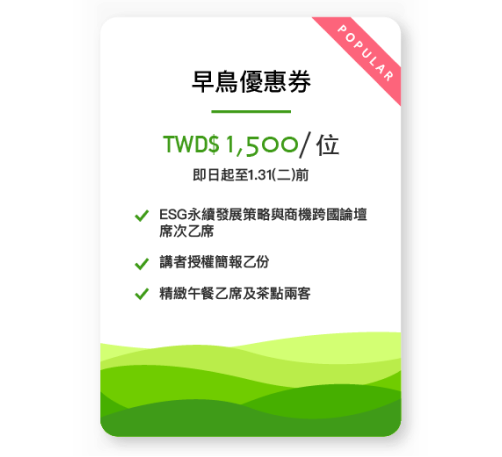 POPULAR
早鳥優惠券
TWD$ 1,500/ 位
即日起至1.31(二)前
ESG永續發展策略與商機跨國論壇
席次乙席
講者授權簡報乙份
精緻午餐乙席及茶點兩客